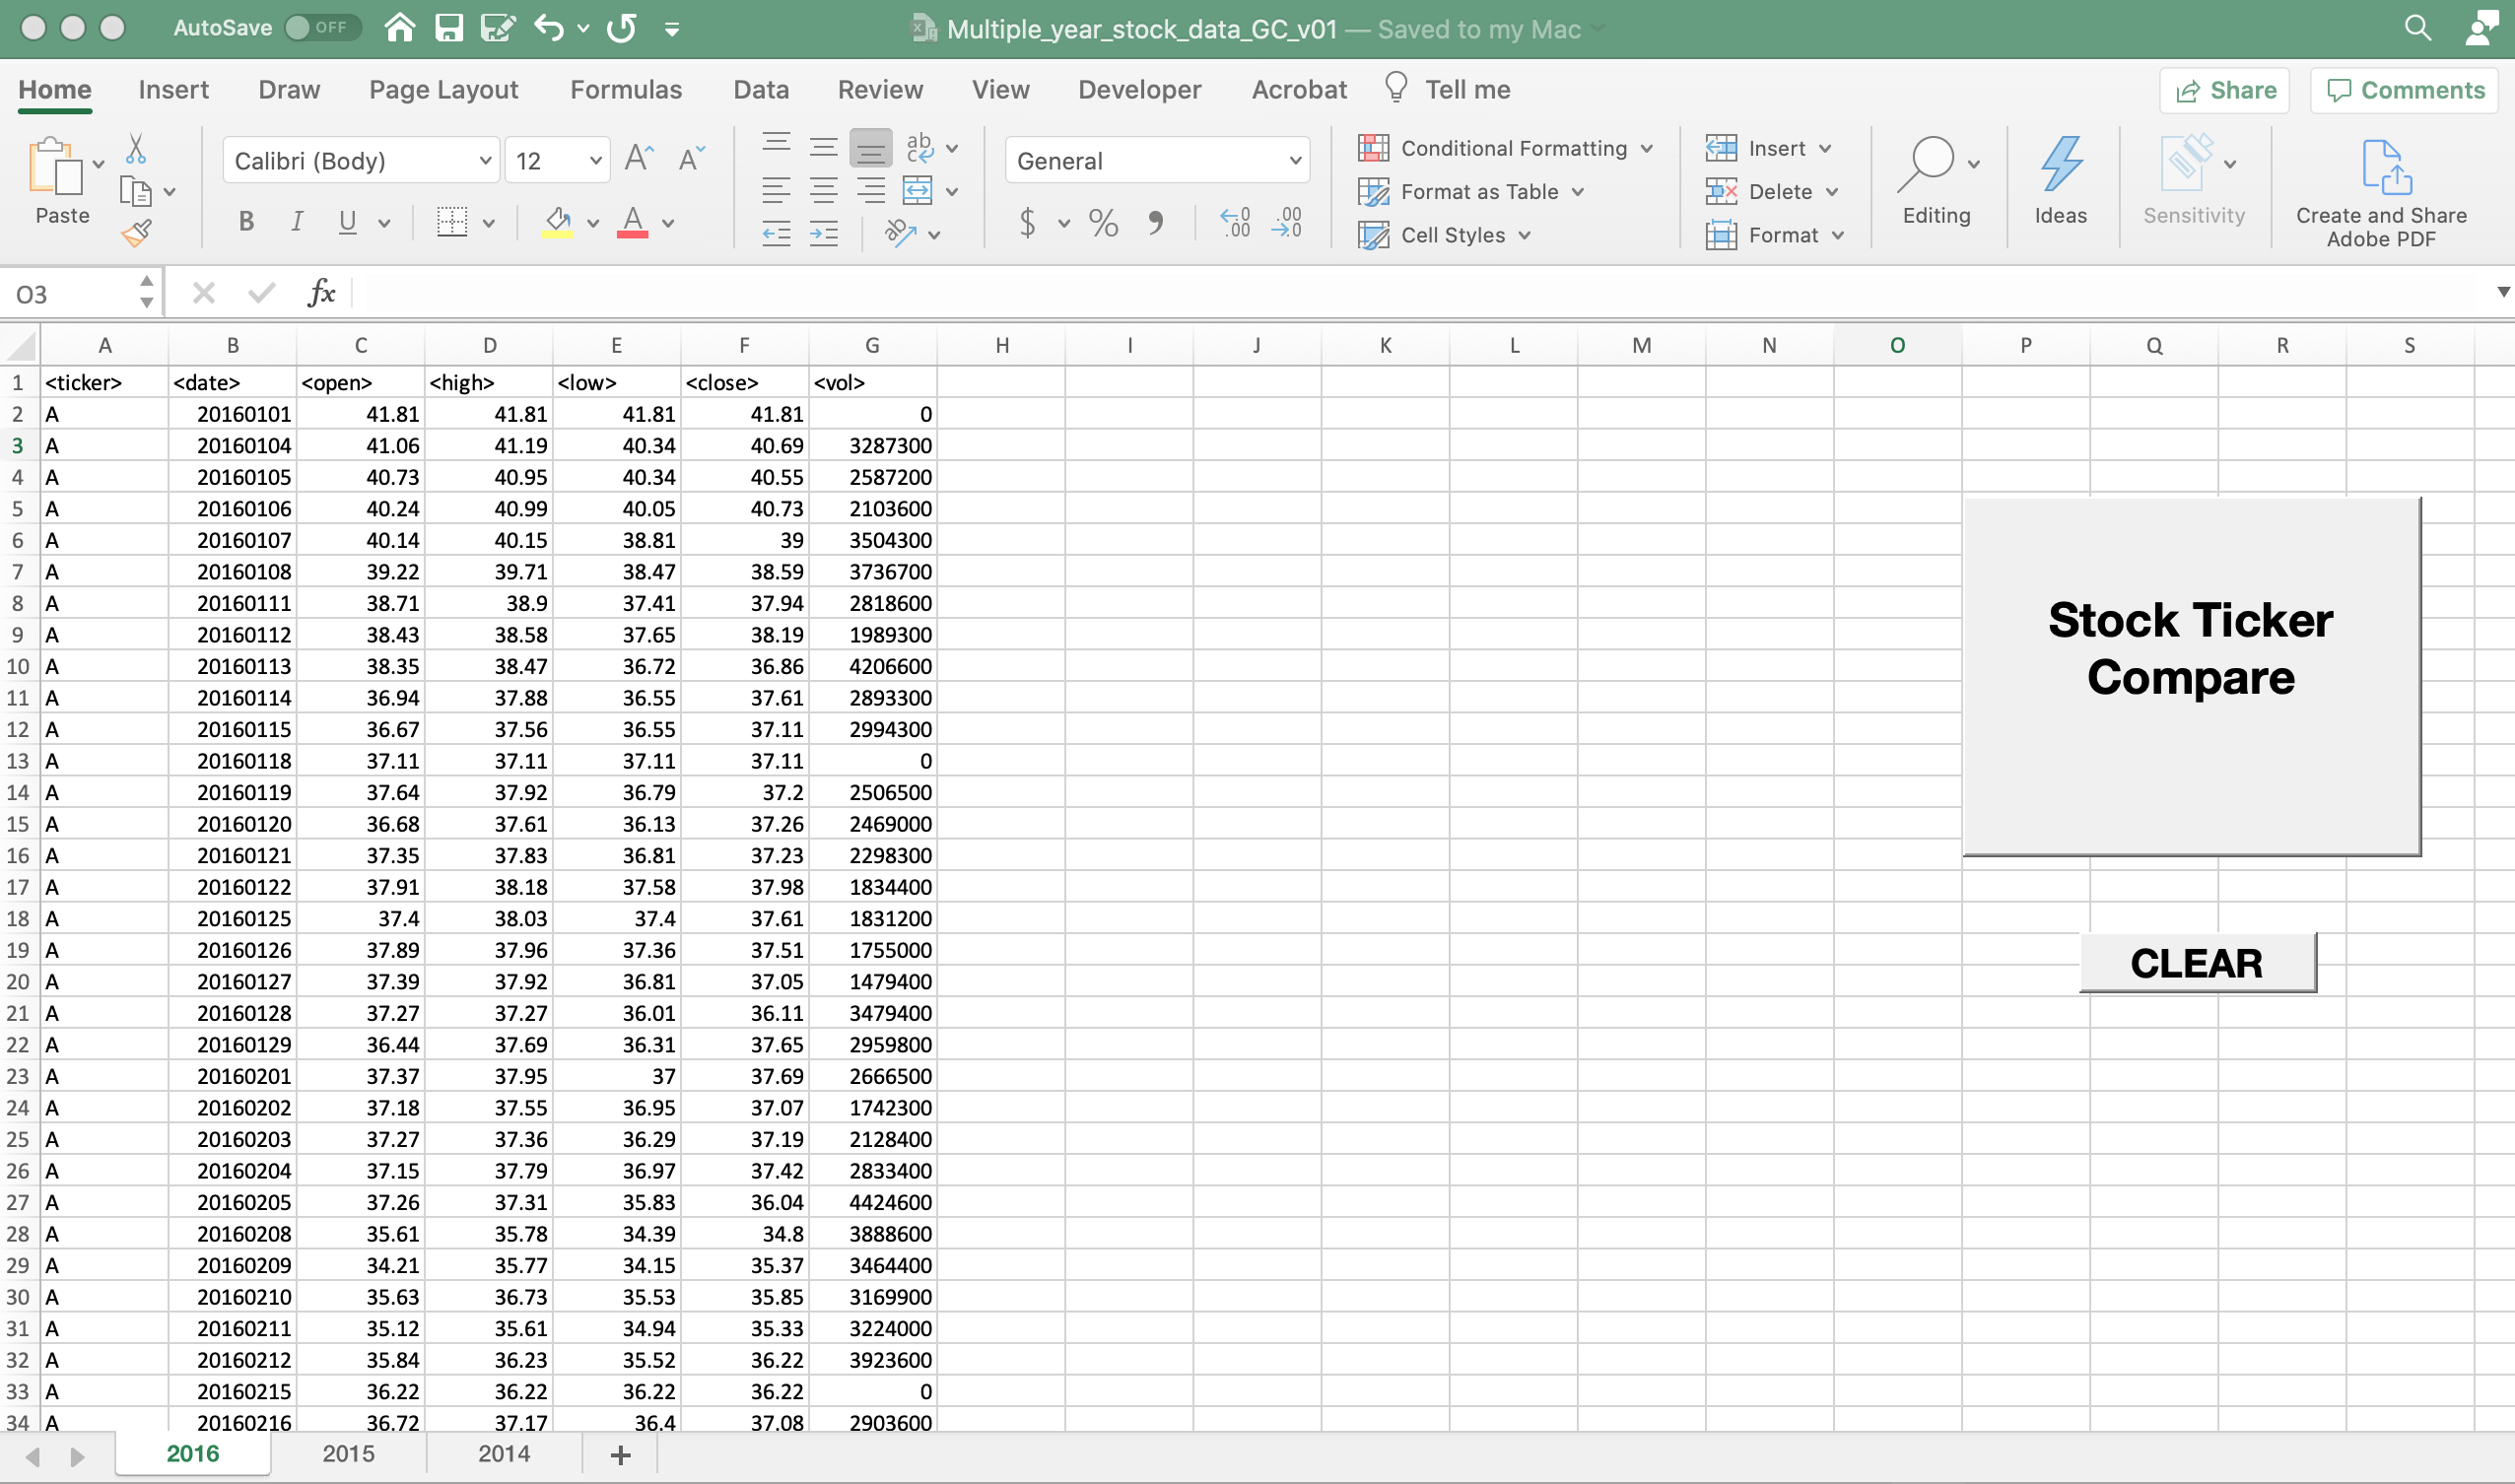 AutoSave OFF Multiple_year_stock_data_GC_v01 — Saved to my Mac
Home Insert Draw Page Layout Formulas Data Review View Developer Acrobat Tell me Share Comments
Paste Calibri (Body) 12 General Conditional Formatting Format as Table Cell Styles Insert Delete Format Editing Ideas Sensitivity Create and Share Adobe PDF
O3 fx
A B C D E F G H I J K L M N O P Q R S
1 <ticker> <date> <open> <high> <low> <close> <vol>
2 A 20160101 41.81 41.81 41.81 41.81 0
3 A 20160104 41.06 41.19 40.34 40.69 3287300
4 A 20160105 40.73 40.95 40.34 40.55 2587200
5 A 20160106 40.24 40.99 40.05 40.73 2103600
6 A 20160107 40.14 40.15 38.81 39 3504300
7 A 20160108 39.22 39.71 38.47 38.59 3736700
8 A 20160111 38.71 38.9 37.41 37.94 2818600
9 A 20160112 38.43 38.58 37.65 38.19 1989300
10 A 20160113 38.35 38.47 36.72 36.86 4206600
11 A 20160114 36.94 37.88 36.55 37.61 2893300
12 A 20160115 36.67 37.56 36.55 37.11 2994300
13 A 20160118 37.11 37.11 37.11 37.11 0
14 A 20160119 37.64 37.92 36.79 37.2 2506500
15 A 20160120 36.68 37.61 36.13 37.26 2469000
16 A 20160121 37.35 37.83 36.81 37.23 2298300
17 A 20160122 37.91 38.18 37.58 37.98 1834400
18 A 20160125 37.4 38.03 37.4 37.61 1831200
19 A 20160126 37.89 37.96 37.36 37.51 1755000
20 A 20160127 37.39 37.92 36.81 37.05 1479400
21 A 20160128 37.27 37.27 36.01 36.11 3479400
22 A 20160129 36.44 37.69 36.31 37.65 2959800
23 A 20160201 37.37 37.95 37 37.69 2666500
24 A 20160202 37.18 37.55 36.95 37.07 1742300
25 A 20160203 37.27 37.36 36.29 37.19 2128400
26 A 20160204 37.15 37.79 36.97 37.42 2833400
27 A 20160205 37.26 37.31 35.83 36.04 4424600
28 A 20160208 35.61 35.78 34.39 34.8 3888600
29 A 20160209 34.21 35.77 34.15 35.37 3464400
30 A 20160210 35.63 36.73 35.53 35.85 3169900
31 A 20160211 35.12 35.61 34.94 35.33 3224000
32 A 20160212 35.84 36.23 35.52 36.22 3923600
33 A 20160215 36.22 36.22 36.22 36.22 0
34 A 20160216 36.72 37.17 36.4 37.08 2903600
Stock Ticker
Compare
CLEAR
2016 2015 2014